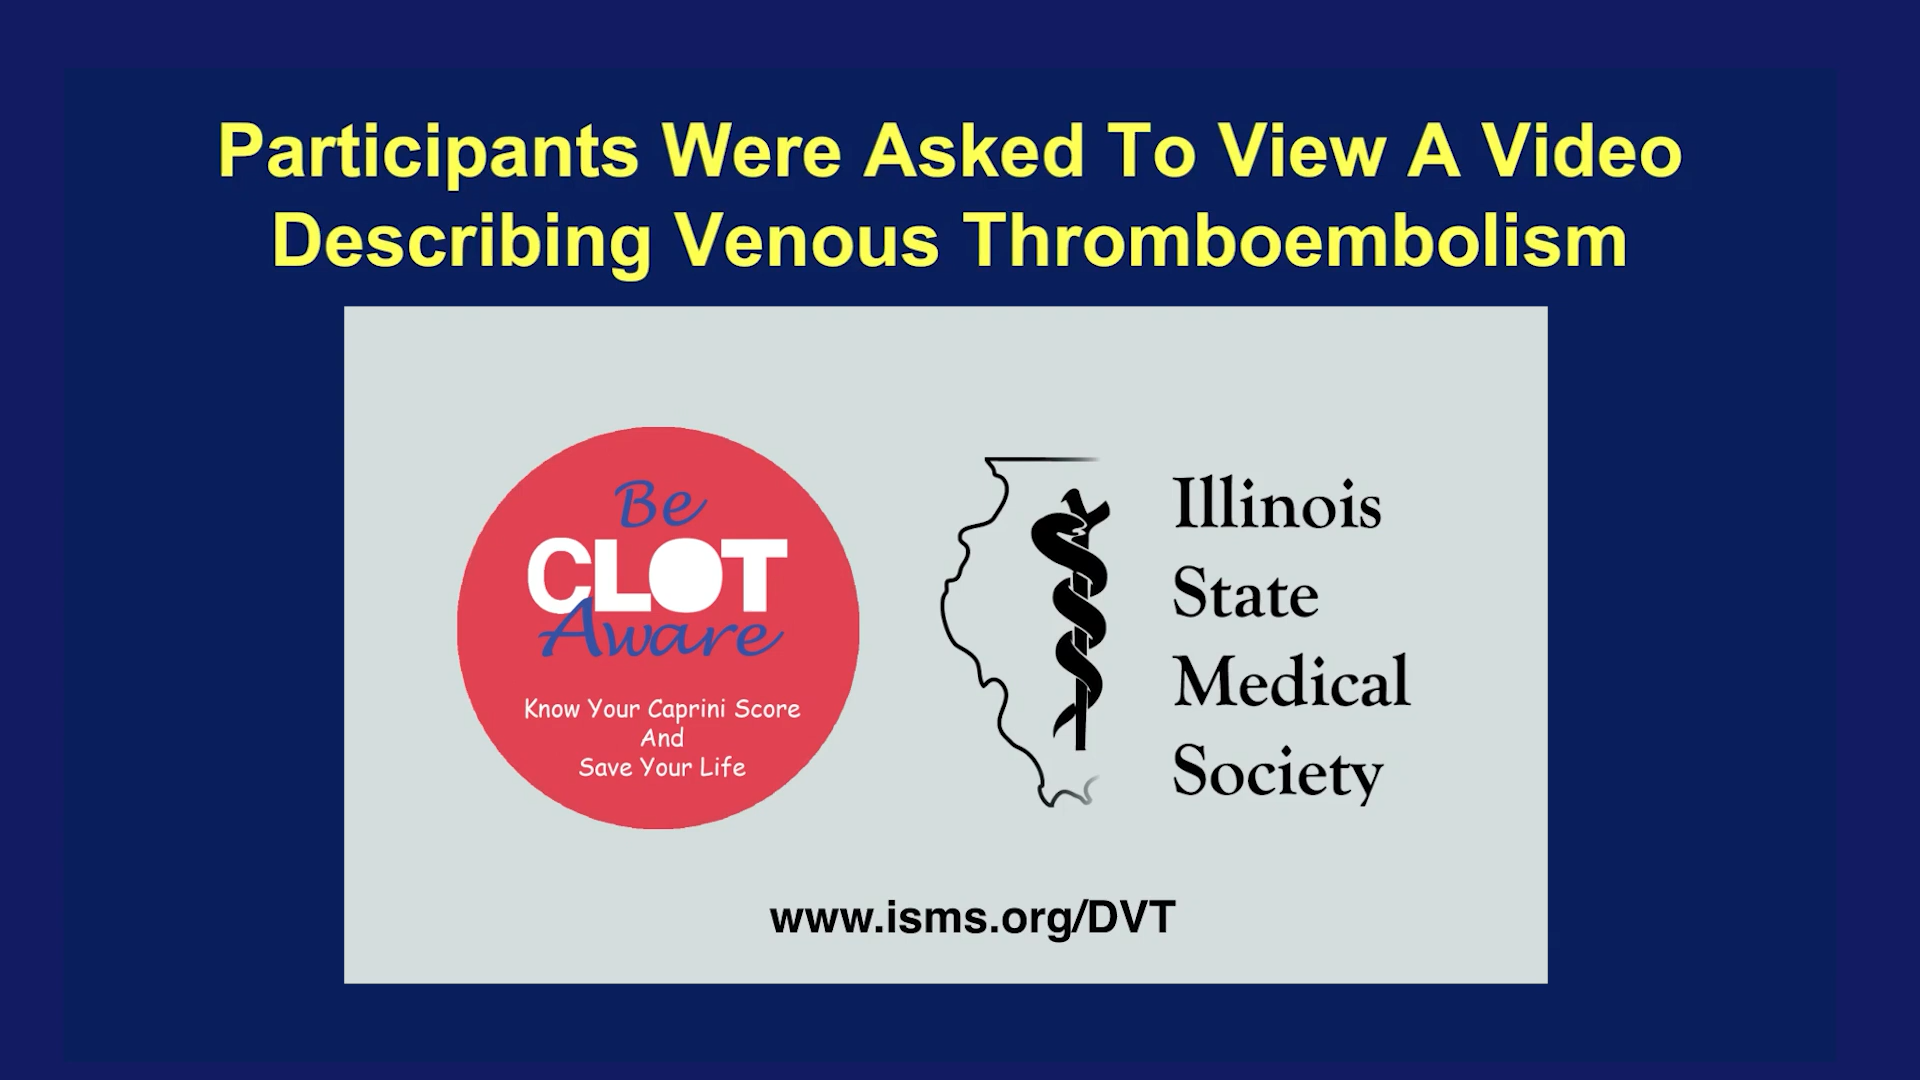 Participants Were Asked To View A Video
Describing Venous Thromboembolism
Be
CLOT
Aware
Know Your Caprini Score
And
Save Your Life
Illinois
State
Medical
Society
www.isms.org/DVT